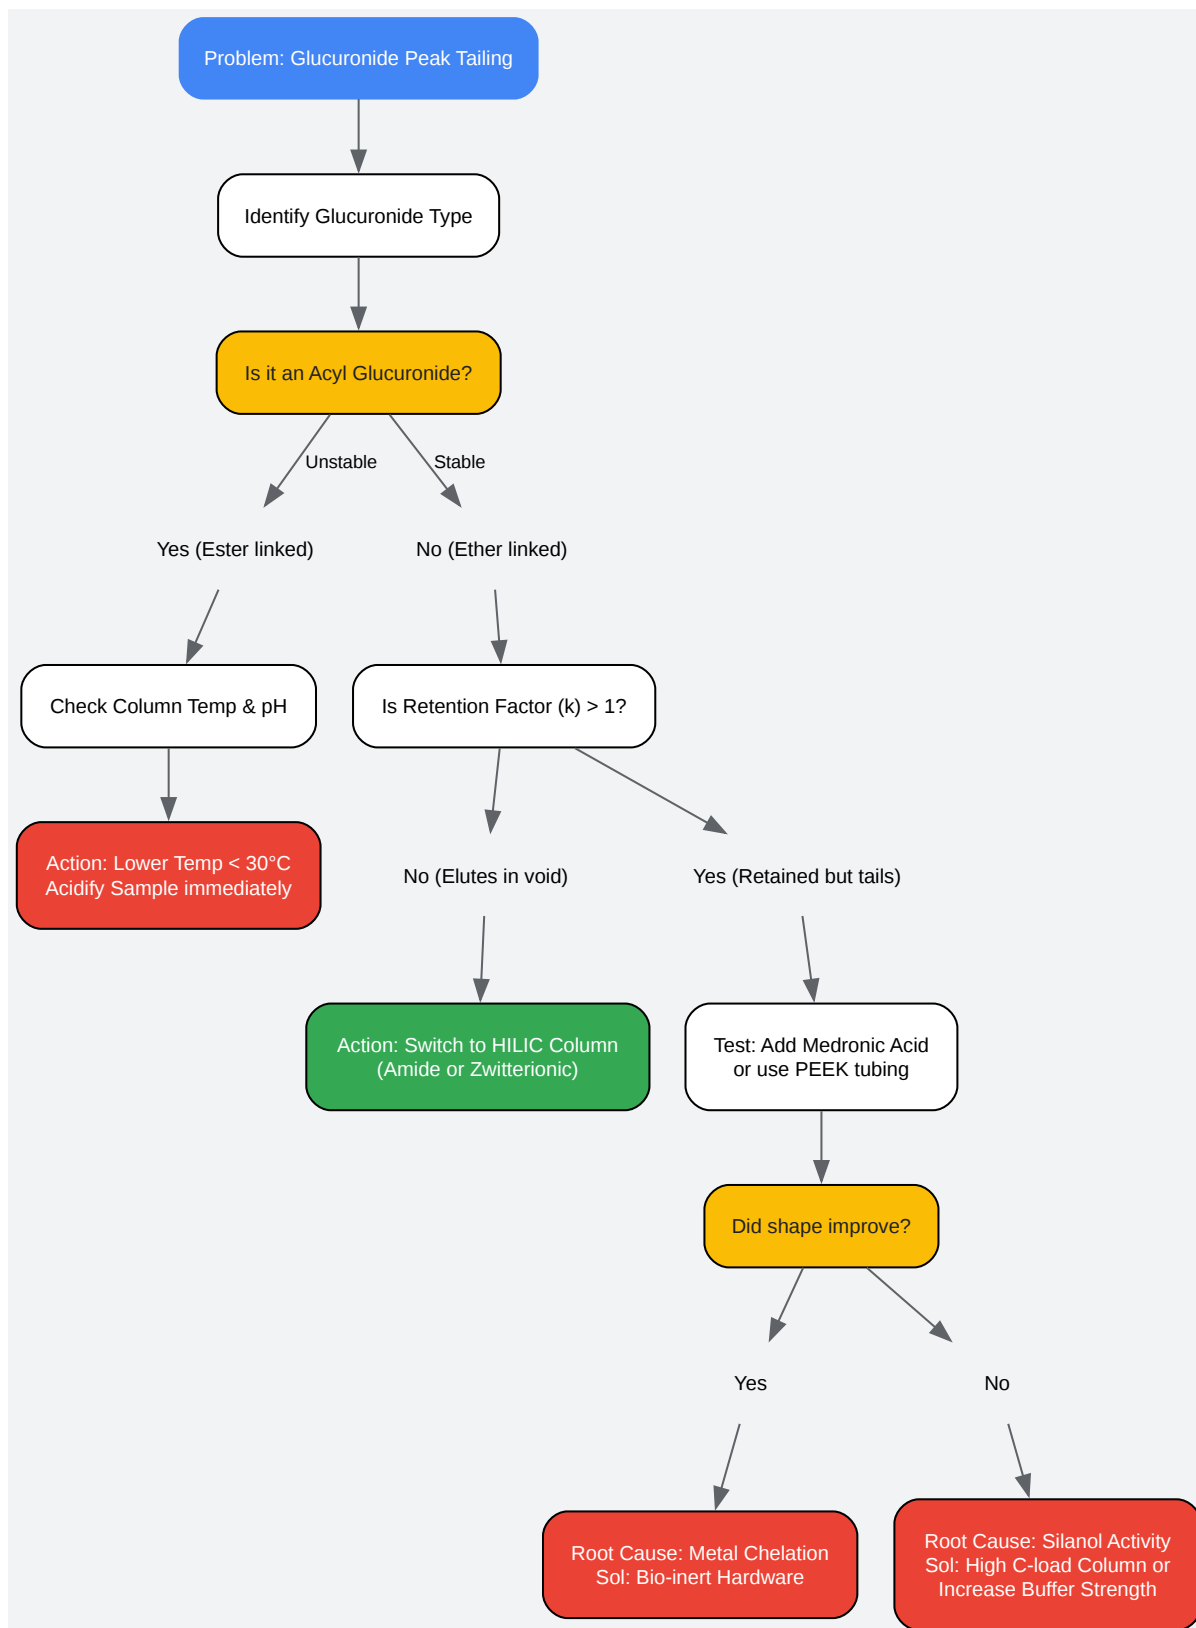 Problem: Glucuronide Peak Tailing
Identify Glucuronide Type
Is it an Acyl Glucuronide?
Unstable
Stable
Yes (Ester linked)
No (Ether linked)
Check Column Temp & pH
Is Retention Factor (k) > 1?
Action: Lower Temp < 30°C
Acidify Sample immediately
No (Elutes in void)
Yes (Retained but tails)
Action: Switch to HILIC Column
(Amide or Zwitterionic)
Test: Add Medronic Acid
or use PEEK tubing
Did shape improve?
Yes
No
Root Cause: Metal Chelation
Sol: Bio-inert Hardware
Root Cause: Silanol Activity
Sol: High C-load Column or
Increase Buffer Strength